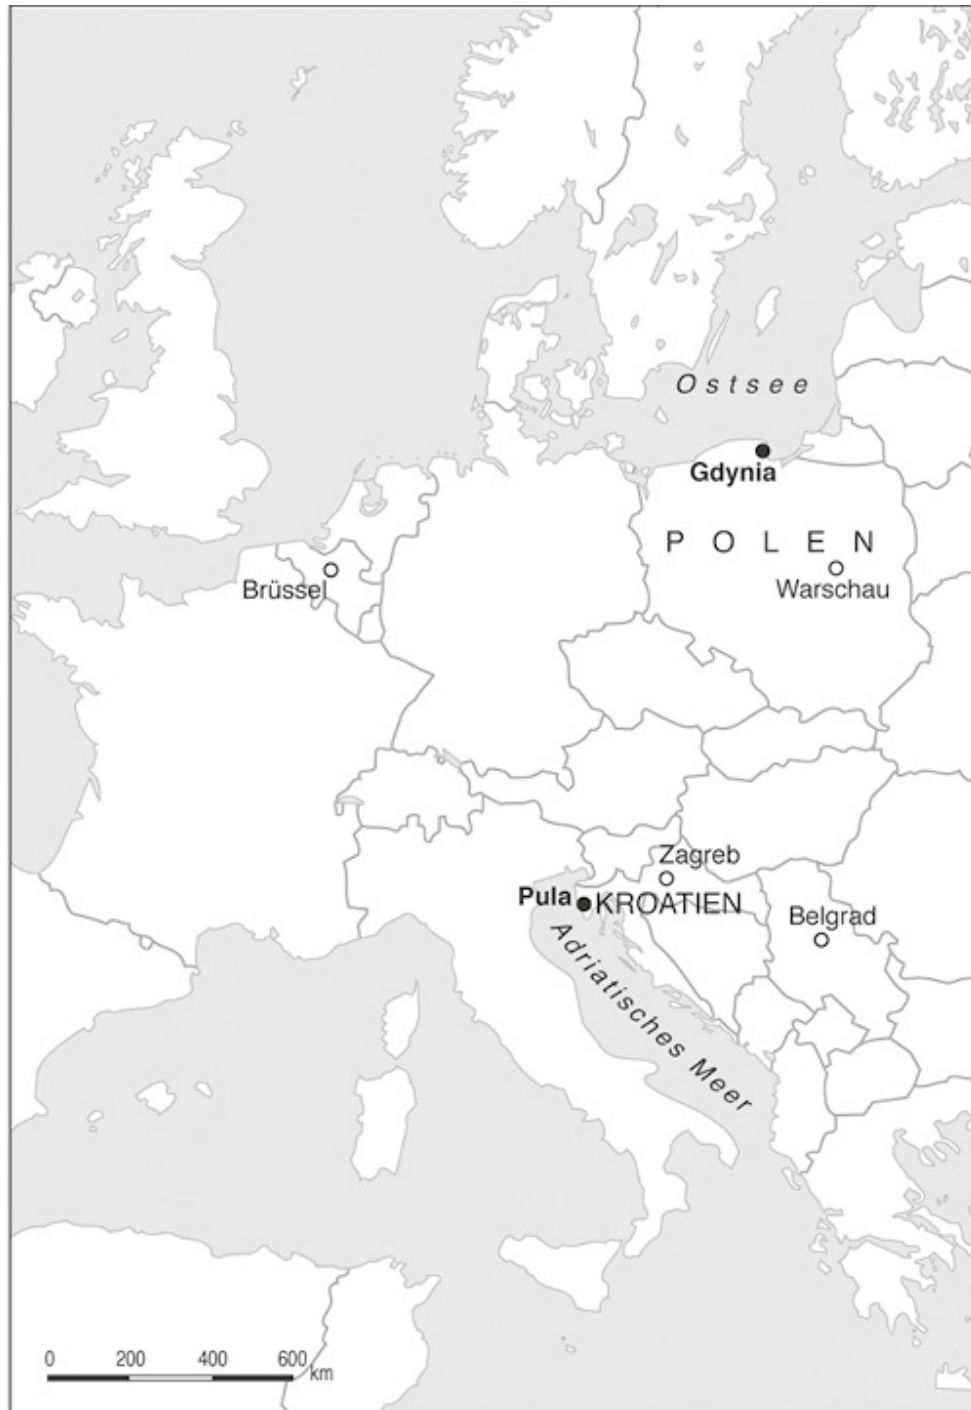 Ostsee
Gdynia
POLEN
Brüssel
Warschau
Zagreb
Pula
KROATIEN
Belgrad
Adriatisches Meer
0 200 400 600 km